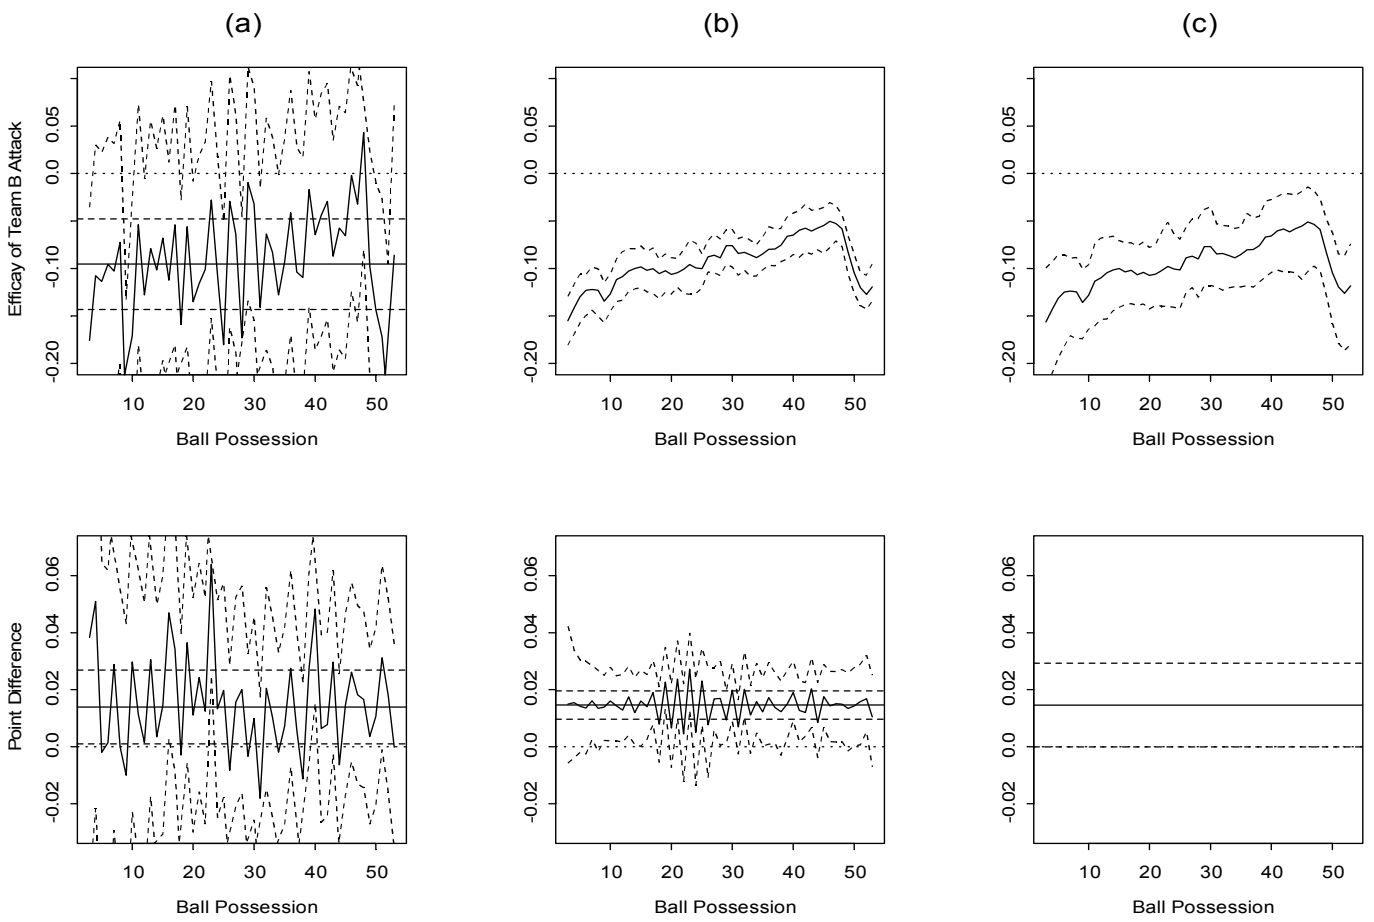 (a) (b) (c)
Efficay of Team B Attack
0.05 0.05 0.05
0.0 0.0 0.0
-0.10 -0.10 -0.10
-0.20 -0.20 -0.20
10 20 30 40 50 10 20 30 40 50 10 20 30 40 50
Ball Possession Ball Possession Ball Possession
Point Difference
0.06 0.06 0.06
0.04 0.04 0.04
0.02 0.02 0.02
0.0 0.0 0.0
-0.02 -0.02 -0.02
10 20 30 40 50 10 20 30 40 50 10 20 30 40 50
Ball Possession Ball Possession Ball Possession